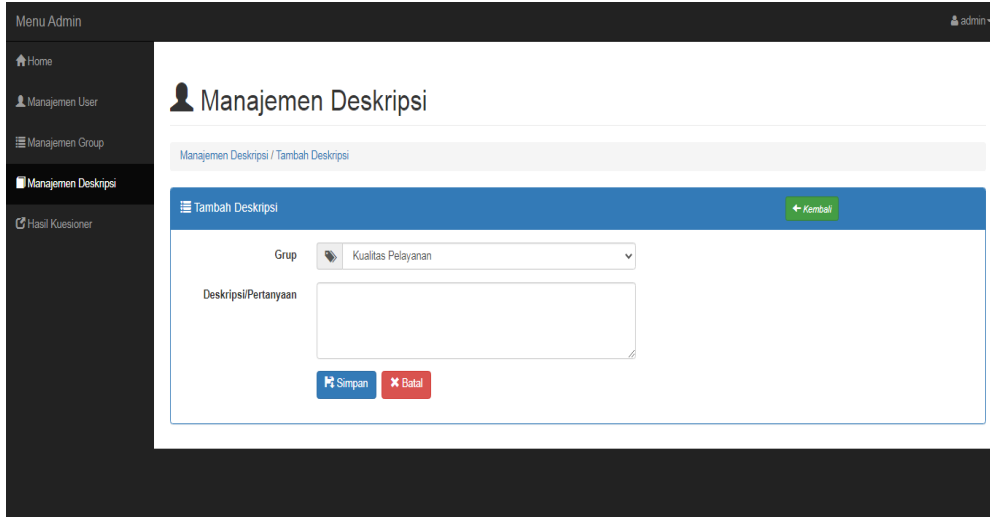 Menu Admin
admin
Home
Manajemen User
Manajemen Group
Manajemen Deskripsi
Hasil Kuesioner
Manajemen Deskripsi
Manajemen Deskripsi / Tambah Deskripsi
Tambah Deskripsi
Kembali
Grup
Kualitas Pelayanan
Deskripsi/Pertanyaan
Simpan
Batal